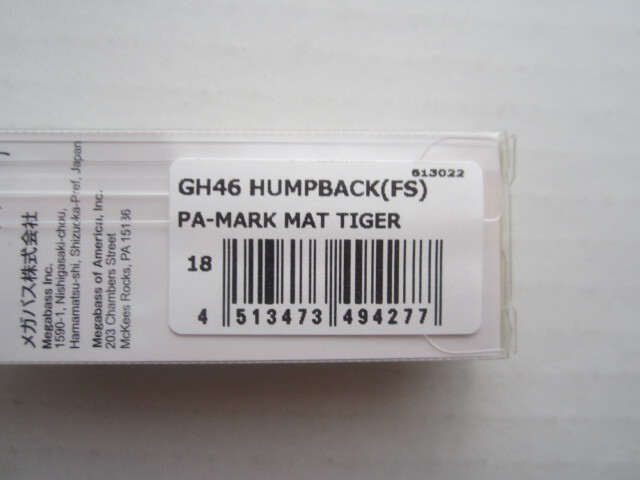 613022
GH46 HUMPBACK(FS)
PA-MARK MAT TIGER
18
4 513473 494277
メガバス株式会社
Megabass Inc.
1590-1, Nishigasaki-chou,
Hamamatsu-shi, Shizuoka-Pref, Japan
Megabass of America, Inc.
203 Chambers Street
McKees Rocks, PA 15136